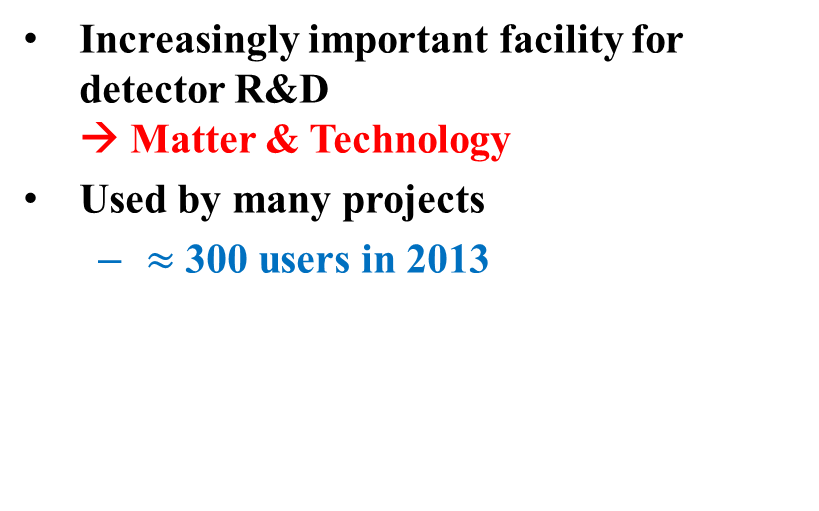 • Increasingly important facility for
detector R&D
→ Matter & Technology
• Used by many projects
– ≈ 300 users in 2013